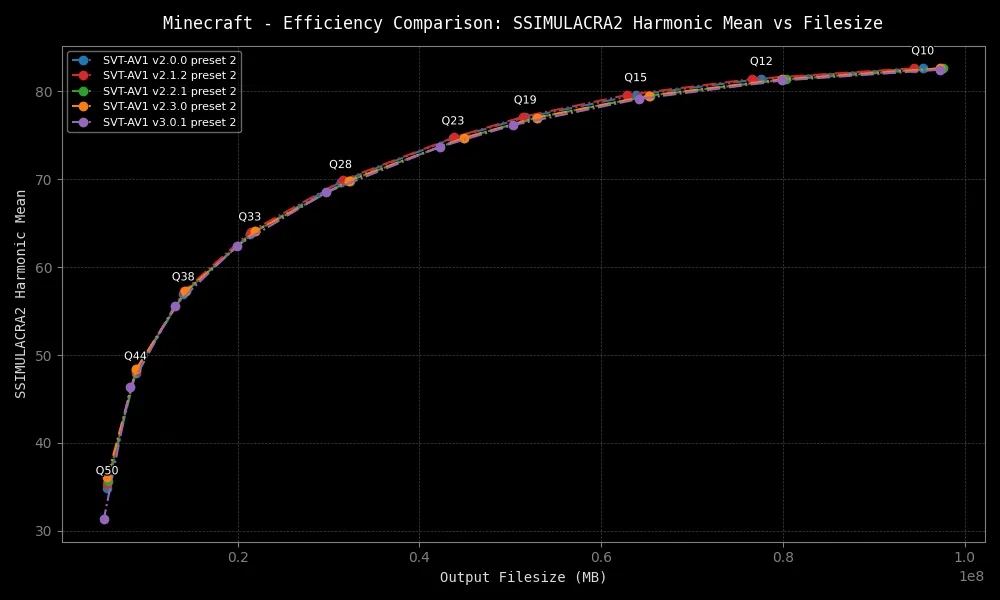 Minecraft - Efficiency Comparison: SSIMULACRA2 Harmonic Mean vs Filesize
SVT-AV1 v2.0.0 preset 2
SVT-AV1 v2.1.2 preset 2
SVT-AV1 v2.2.1 preset 2
SVT-AV1 v2.3.0 preset 2
SVT-AV1 v3.0.1 preset 2
Q10
Q12
Q15
Q19
Q23
Q28
Q33
Q38
Q44
Q50
80
70
60
50
40
30
SSIMULACRA2 Harmonic Mean
0.2 0.4 0.6 0.8 1.0
1e8
Output Filesize (MB)